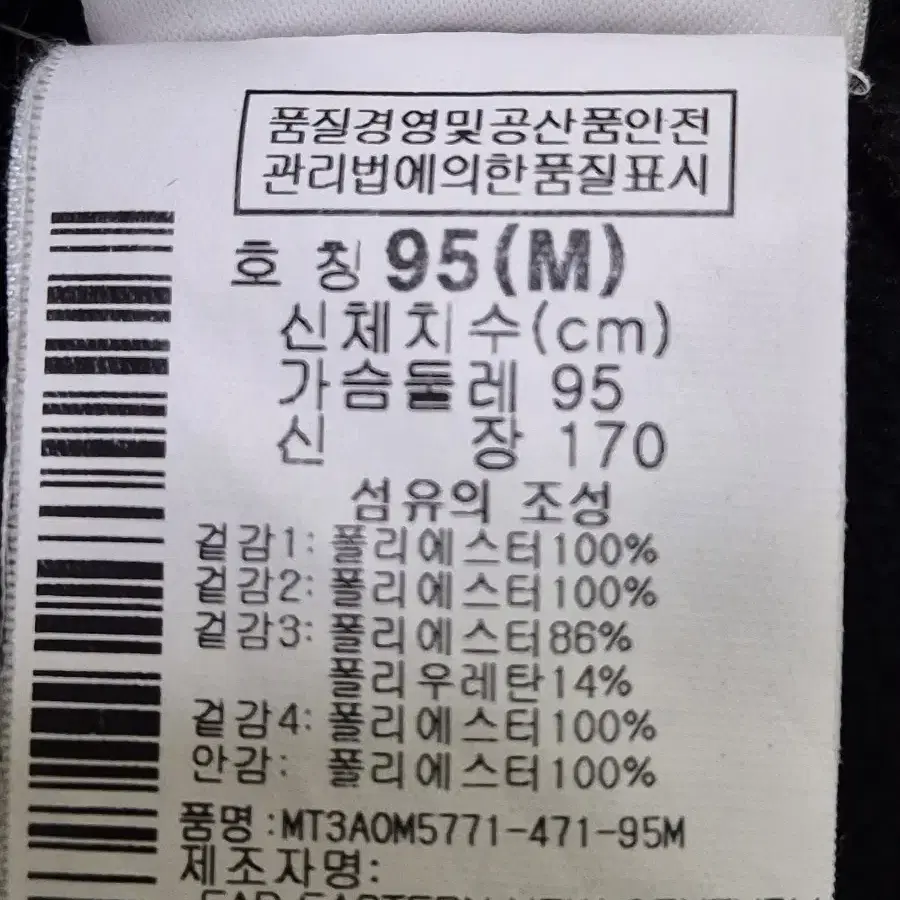 품질경영및공산품안전
관리법에의한품질표시
호 칭 95(M)
신체치수(cm)
가슴둘레 95
신 장 170
섬유의 조성
겉감1: 폴리에스터100%
겉감2: 폴리에스터100%
겉감3: 폴리에스터86%
폴리우레탄14%
겉감4: 폴리에스터100%
안감: 폴리에스터100%
품명:MT3A0M5771-471-95M
제조자명: